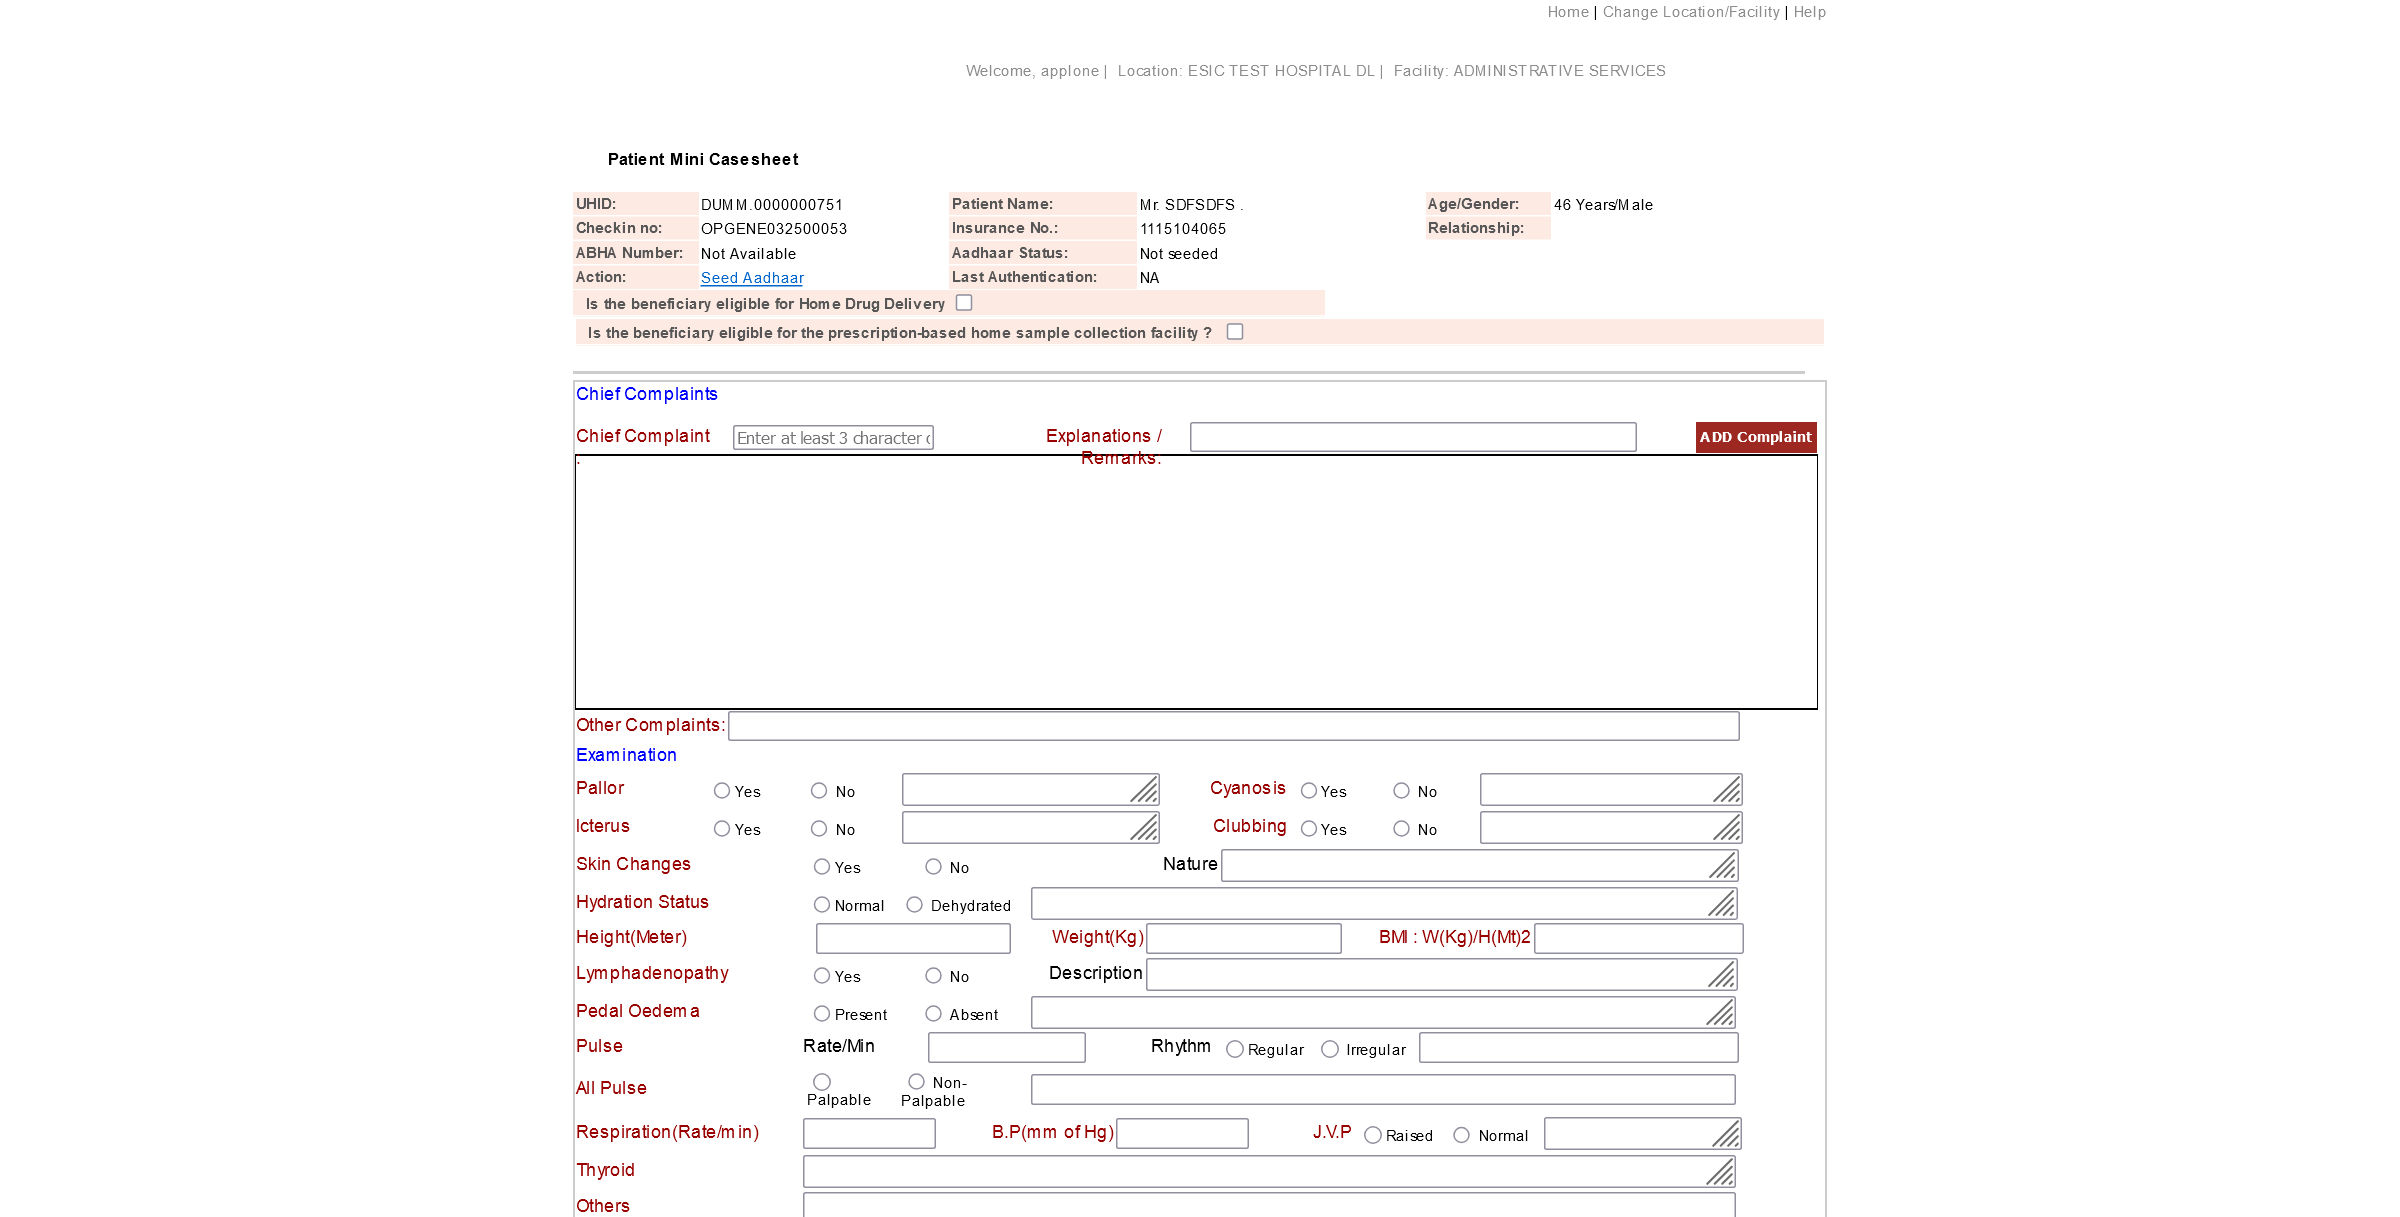 Home | Change Location/Facility | Help
Welcome, applone | Location: ESIC TEST HOSPITAL DL | Facility: ADMINISTRATIVE SERVICES
Patient Mini Casesheet
UHID: DUMM.0000000751 Patient Name: Mr. SDFSDFS . Age/Gender: 46 Years/Male
Checkin no: OPGENE032500053 Insurance No.: 1115104065 Relationship:
ABHA Number: Not Available Aadhaar Status: Not seeded
Action: Seed Aadhaar Last Authentication: NA
Is the beneficiary eligible for Home Drug Delivery
Is the beneficiary eligible for the prescription-based home sample collection facility ?
Chief Complaints
Chief Complaint Enter at least 3 character Explanations / ADD Complaint
: Remarks:
Other Complaints:
Examination
Pallor Yes No Cyanosis Yes No
Icterus Yes No Clubbing Yes No
Skin Changes Yes No Nature
Hydration Status Normal Dehydrated
Height(Meter) Weight(Kg) BMI : W(Kg)/H(Mt)2
Lymphadenopathy Yes No Description
Pedal Oedema Present Absent
Pulse Rate/Min Rhythm Regular Irregular
All Pulse Palpable Non-
Palpable
Respiration(Rate/min) B.P(mm of Hg) J.V.P Raised Normal
Thyroid
Others